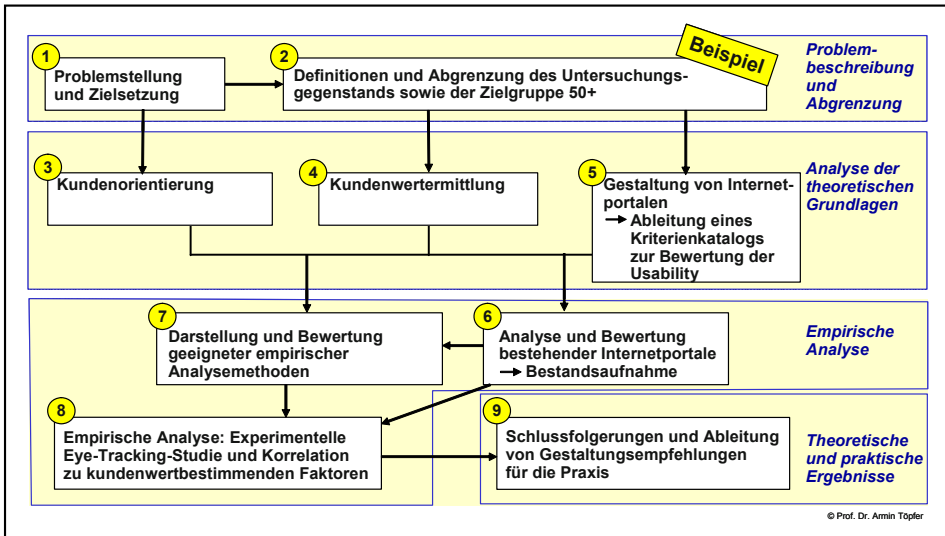 1
Problemstellung
und Zielsetzung
2
Definitionen und Abgrenzung des Untersuchungs-
gegenstands sowie der Zielgruppe 50+
Beispiel
Problem-
beschreibung
und
Abgrenzung
3
Kundenorientierung
4
Kundenwertermittlung
5
Gestaltung von Internet-
portalen
→ Ableitung eines
Kriterienkatalogs
zur Bewertung der
Usability
Analyse der
theoretischen
Grundlagen
7
Darstellung und Bewertung
geeigneter empirischer
Analysemethoden
6
Analyse und Bewertung
bestehender Internetportale
→ Bestandsaufnahme
Empirische
Analyse
8
Empirische Analyse: Experimentelle
Eye-Tracking-Studie und Korrelation
zu kundenwertbestimmenden Faktoren
9
Schlussfolgerungen und Ableitung
von Gestaltungsempfehlungen
für die Praxis
Theoretische
und praktische
Ergebnisse
© Prof. Dr. Armin Töpfer